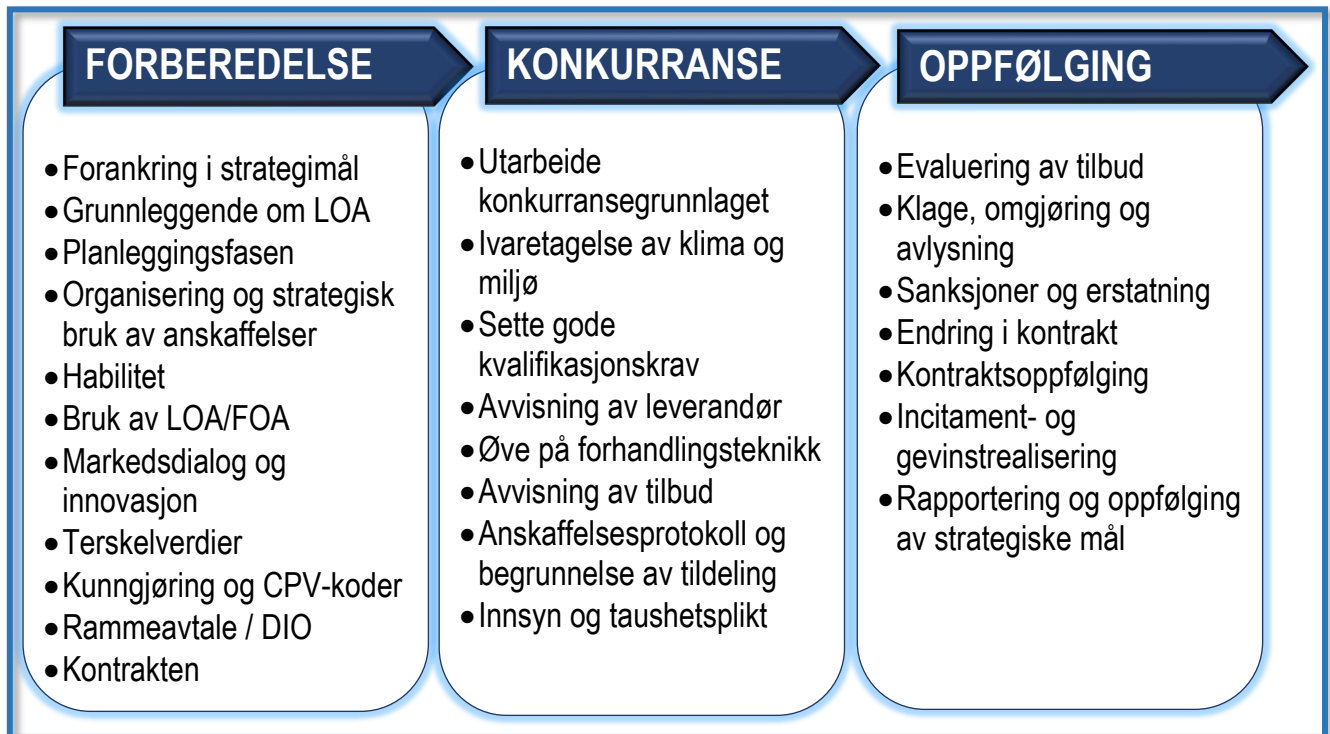 FORBEREDELSE
• Forankring i strategimål
• Grunnleggende om LOA
• Planleggingsfasen
• Organisering og strategisk
bruk av anskaffelser
• Habilitet
• Bruk av LOA/FOA
• Markedsdialog og
innovasjon
• Terskelverdier
• Kunngjøring og CPV-koder
• Rammeavtale / DIO
• Kontrakten
KONKURRANSE
• Utarbeide
konkurransegrunnlaget
• Ivaretagelse av klima og
miljø
• Sette gode
kvalifikasjonskrav
• Avvisning av leverandør
• Øve på forhandlingsteknikk
• Avvisning av tilbud
• Anskaffelsesprotokoll og
begrunnelse av tildeling
• Innsyn og taushetsplikt
OPPFØLGING
• Evaluering av tilbud
• Klage, omgjøring og
avlysning
• Sanksjoner og erstatning
• Endring i kontrakt
• Kontraktsoppfølging
• Incitament- og
gevinstrealisering
• Rapportering og oppfølging
av strategiske mål